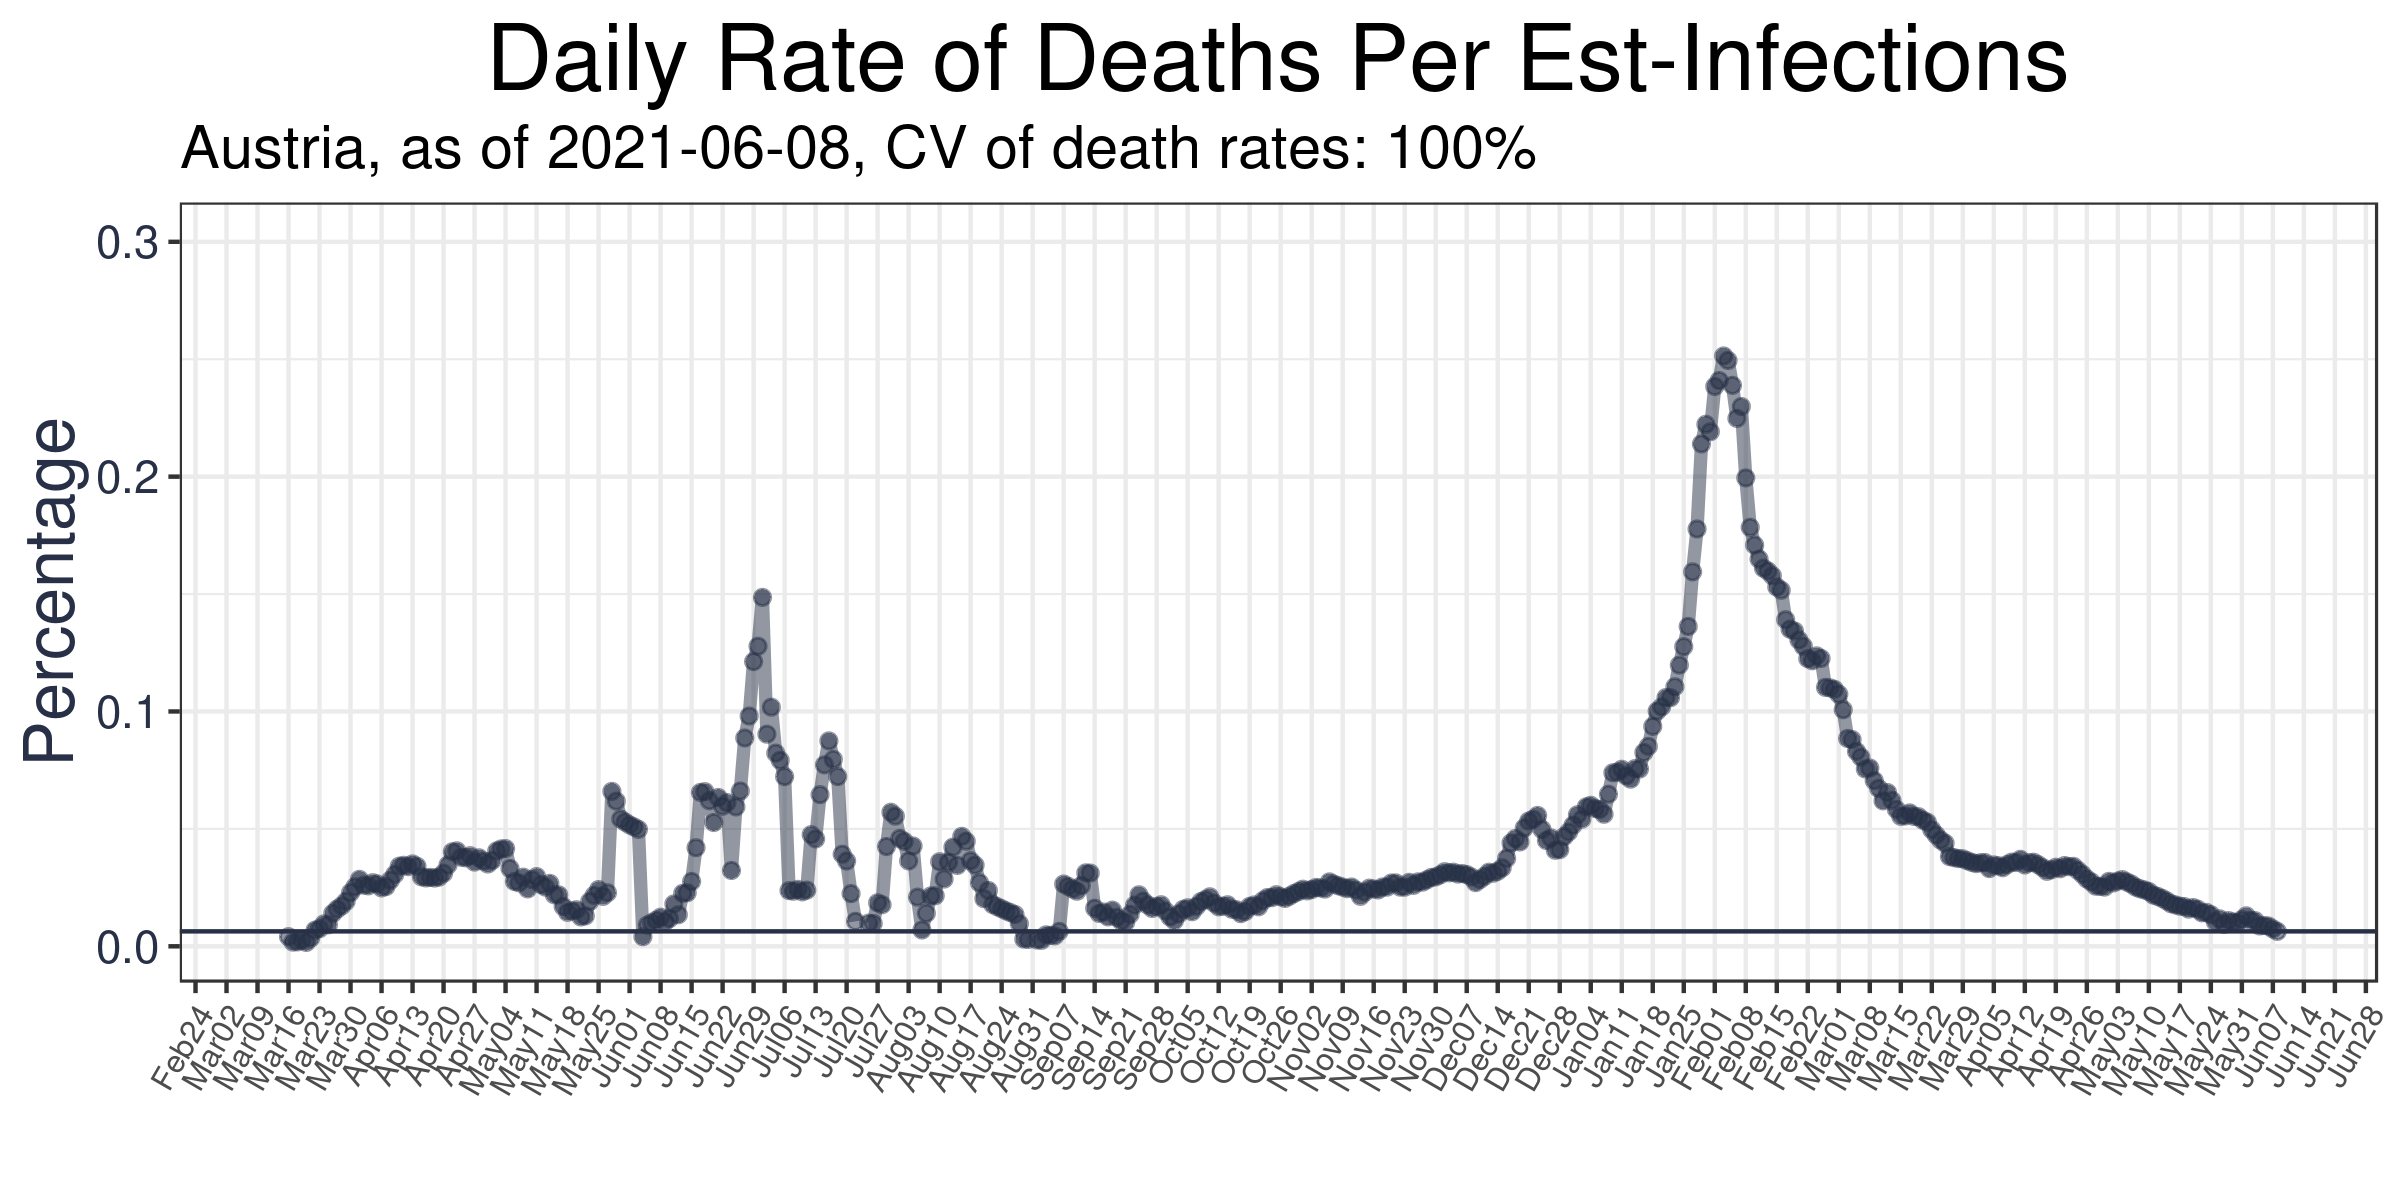 Daily Rate of Deaths Per Est-Infections
Austria, as of 2021-06-08, CV of death rates: 100%
Percentage
0.3
0.2
0.1
0.0
Feb24
Mar02
Mar09
Mar16
Mar23
Mar30
Apr06
Apr13
Apr20
Apr27
May04
May11
May18
May25
Jun01
Jun08
Jun15
Jun22
Jun29
Jul06
Jul13
Jul20
Jul27
Aug03
Aug10
Aug17
Aug24
Aug31
Sep07
Sep14
Sep21
Sep28
Oct05
Oct12
Oct19
Oct26
Nov02
Nov09
Nov16
Nov23
Nov30
Dec07
Dec14
Dec21
Dec28
Jan04
Jan11
Jan18
Jan25
Feb01
Feb08
Feb15
Feb22
Mar01
Mar08
Mar15
Mar22
Mar29
Apr05
Apr12
Apr19
Apr26
May03
May10
May17
May24
May31
Jun07
Jun14
Jun21
Jun28